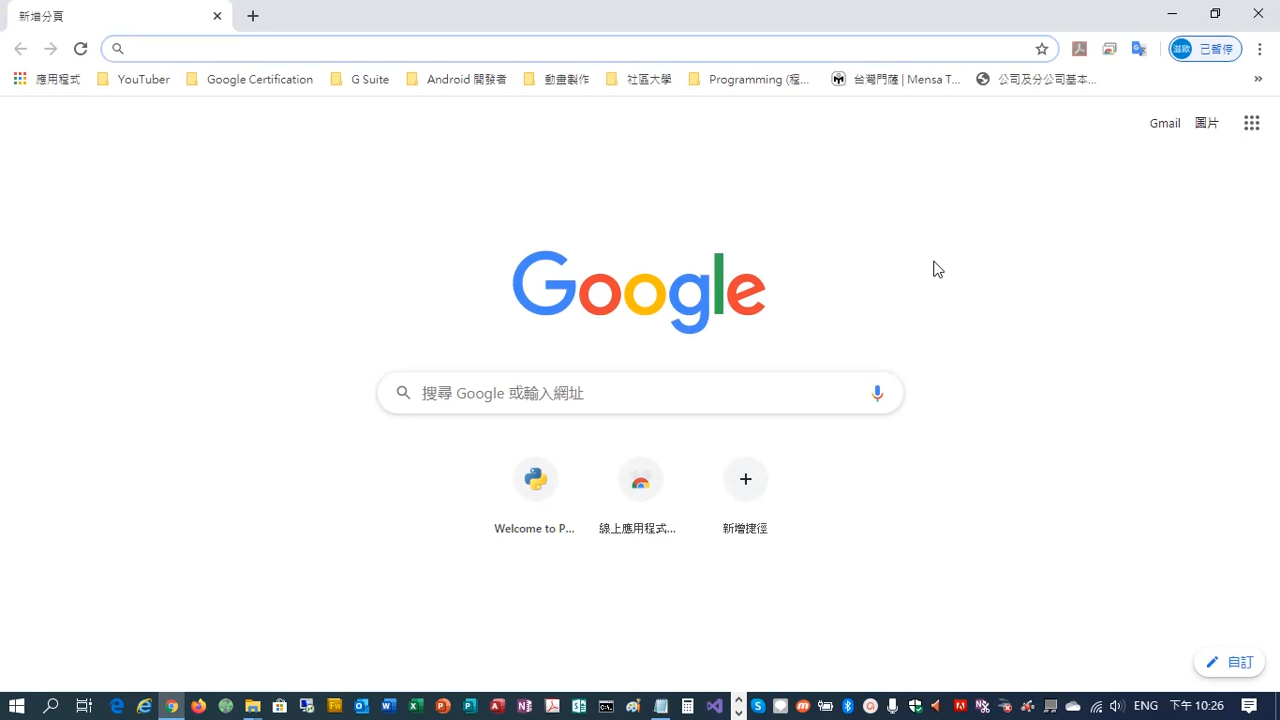 新增分頁
滋歐 已暫停
應用程式 YouTuber Google Certification G Suite Android 開發者 動畫製作 社區大學 Programming (程... 台灣門薩 | Mensa T... 公司及分公司基本... »
Gmail 圖片
Google
搜尋 Google 或輸入網址
Welcome to P... 線上應用程式... 新增捷徑
自訂
ENG 下午 10:26